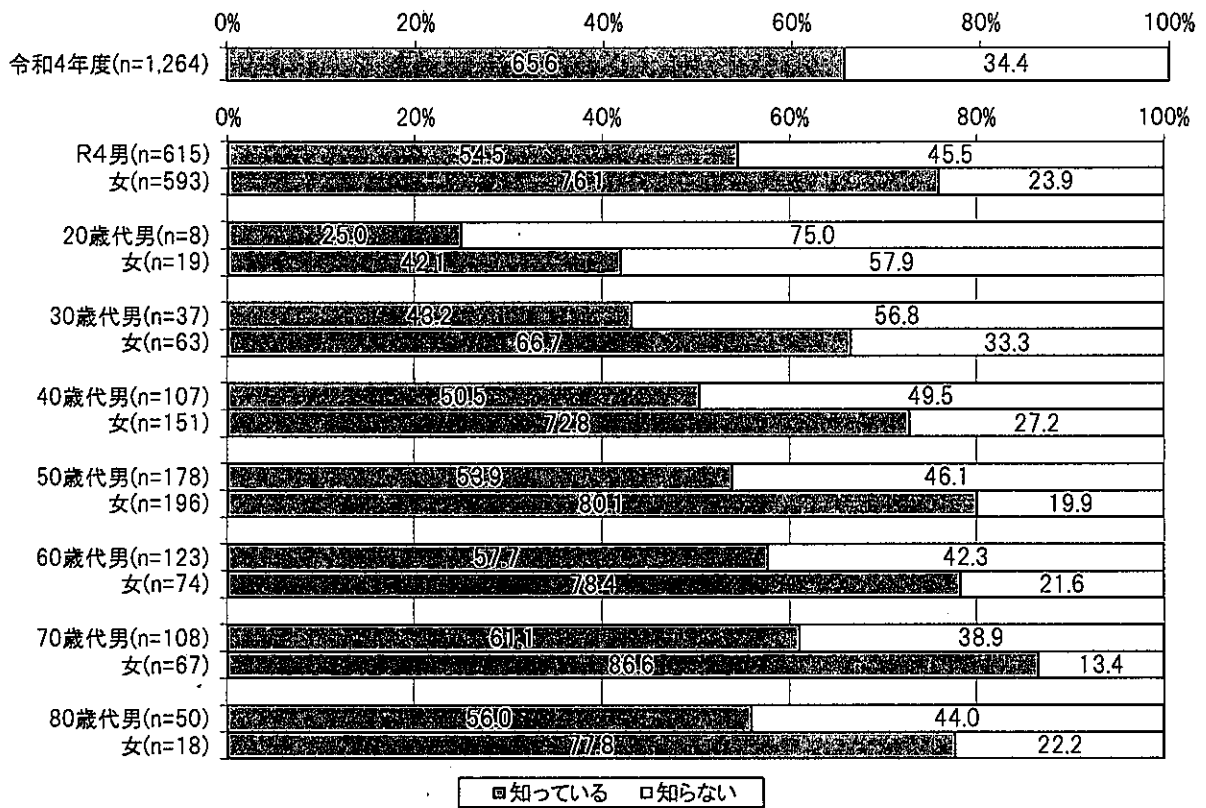 0% 20% 40% 60% 80% 100%
令和4年度(n=1,264) 65.6 34.4
0% 20% 40% 60% 80% 100%
R4男(n=615) 54.5 45.5
女(n=593) 76.1 23.9
20歳代男(n=8) 25.0 75.0
女(n=19) 42.1 57.9
30歳代男(n=37) 43.2 56.8
女(n=63) 66.7 33.3
40歳代男(n=107) 50.5 49.5
女(n=151) 72.8 27.2
50歳代男(n=178) 53.9 46.1
女(n=196) 80.1 19.9
60歳代男(n=123) 57.7 42.3
女(n=74) 78.4 21.6
70歳代男(n=108) 61.1 38.9
女(n=67) 86.6 13.4
80歳代男(n=50) 56.0 44.0
女(n=18) 77.8 22.2
知っている 知らない